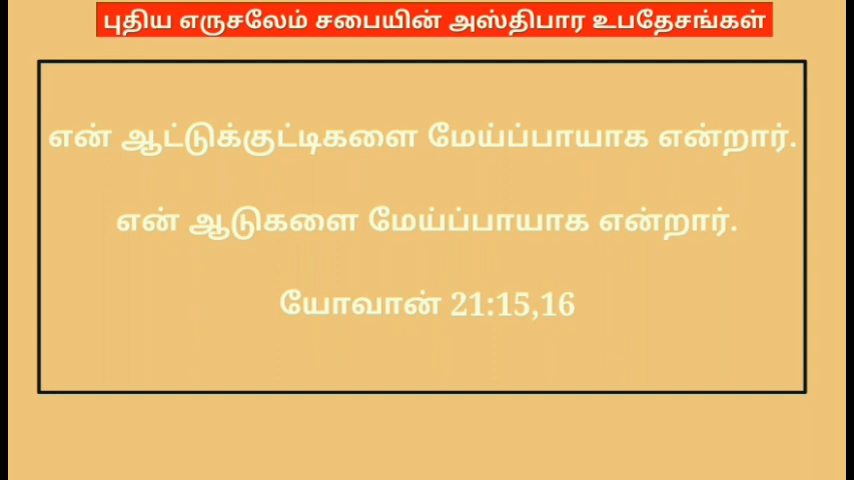 புதிய எருசலேம் சபையின் அஸ்திபார உபதேசங்கள்
என் ஆட்டுக்குட்டிகளை மேய்ப்பாயாக என்றார்.
என் ஆடுகளை மேய்ப்பாயாக என்றார்.
யோவான் 21:15,16